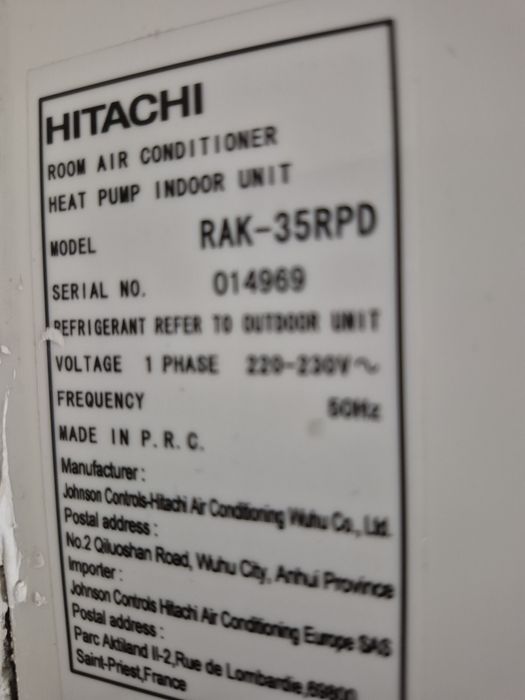 HITACHI
ROOM AIR CONDITIONER
HEAT PUMP INDOOR UNIT
MODEL RAK-35RPD
SERIAL NO. 014969
REFRIGERANT REFER TO OUTDOOR UNIT
VOLTAGE 1 PHASE 220-230V~
FREQUENCY 50Hz
MADE IN P.R.C.
Manufacturer:
Johnson Controls-Hitachi Air Conditioning Wuhu Co., Ltd.
Postal address:
No.2 Qiluoshan Road, Wuhu City, Anhui Province
Importer:
Johnson Controls Hitachi Air Conditioning Europe SAS
Postal address:
Parc Aktiland II-2,Rue de Lombardie,69800
Saint-Priest,France